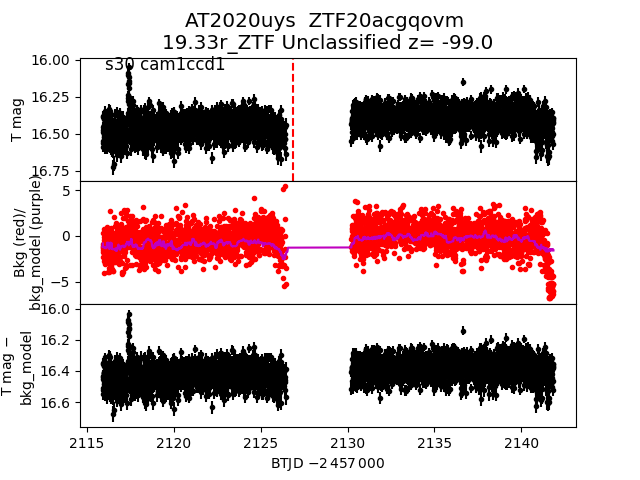 AT2020uys  ZTF20acgqovm
19.33r_ZTF Unclassified z= -99.0
s30 cam1ccd1
T mag
16.00
16.25
16.50
16.75
Bkg (red)/
bkg_model (purple)
5
0
−5
T mag −
bkg_model
16.0
16.2
16.4
16.6
2115
2120
2125
2130
2135
2140
BTJD −2 457 000